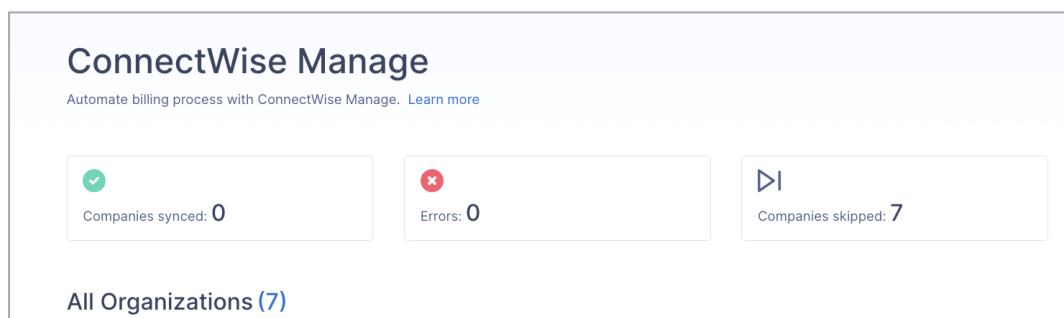 ConnectWise Manage
Automate billing process with ConnectWise Manage. Learn more
Companies synced: 0
Errors: 0
Companies skipped: 7
All Organizations (7)